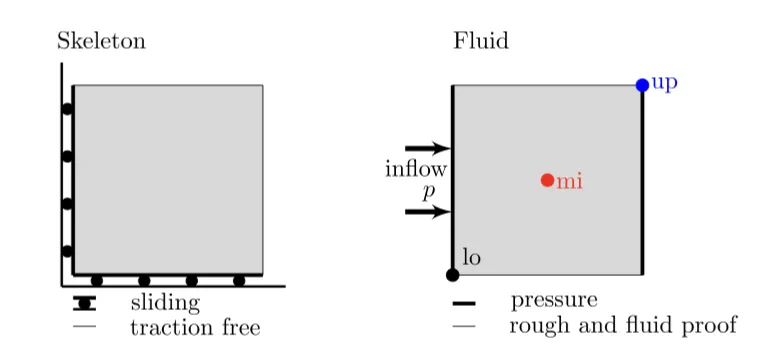 Skeleton
Fluid
up
inflow
p
mi
lo
sliding
traction free
pressure
rough and fluid proof